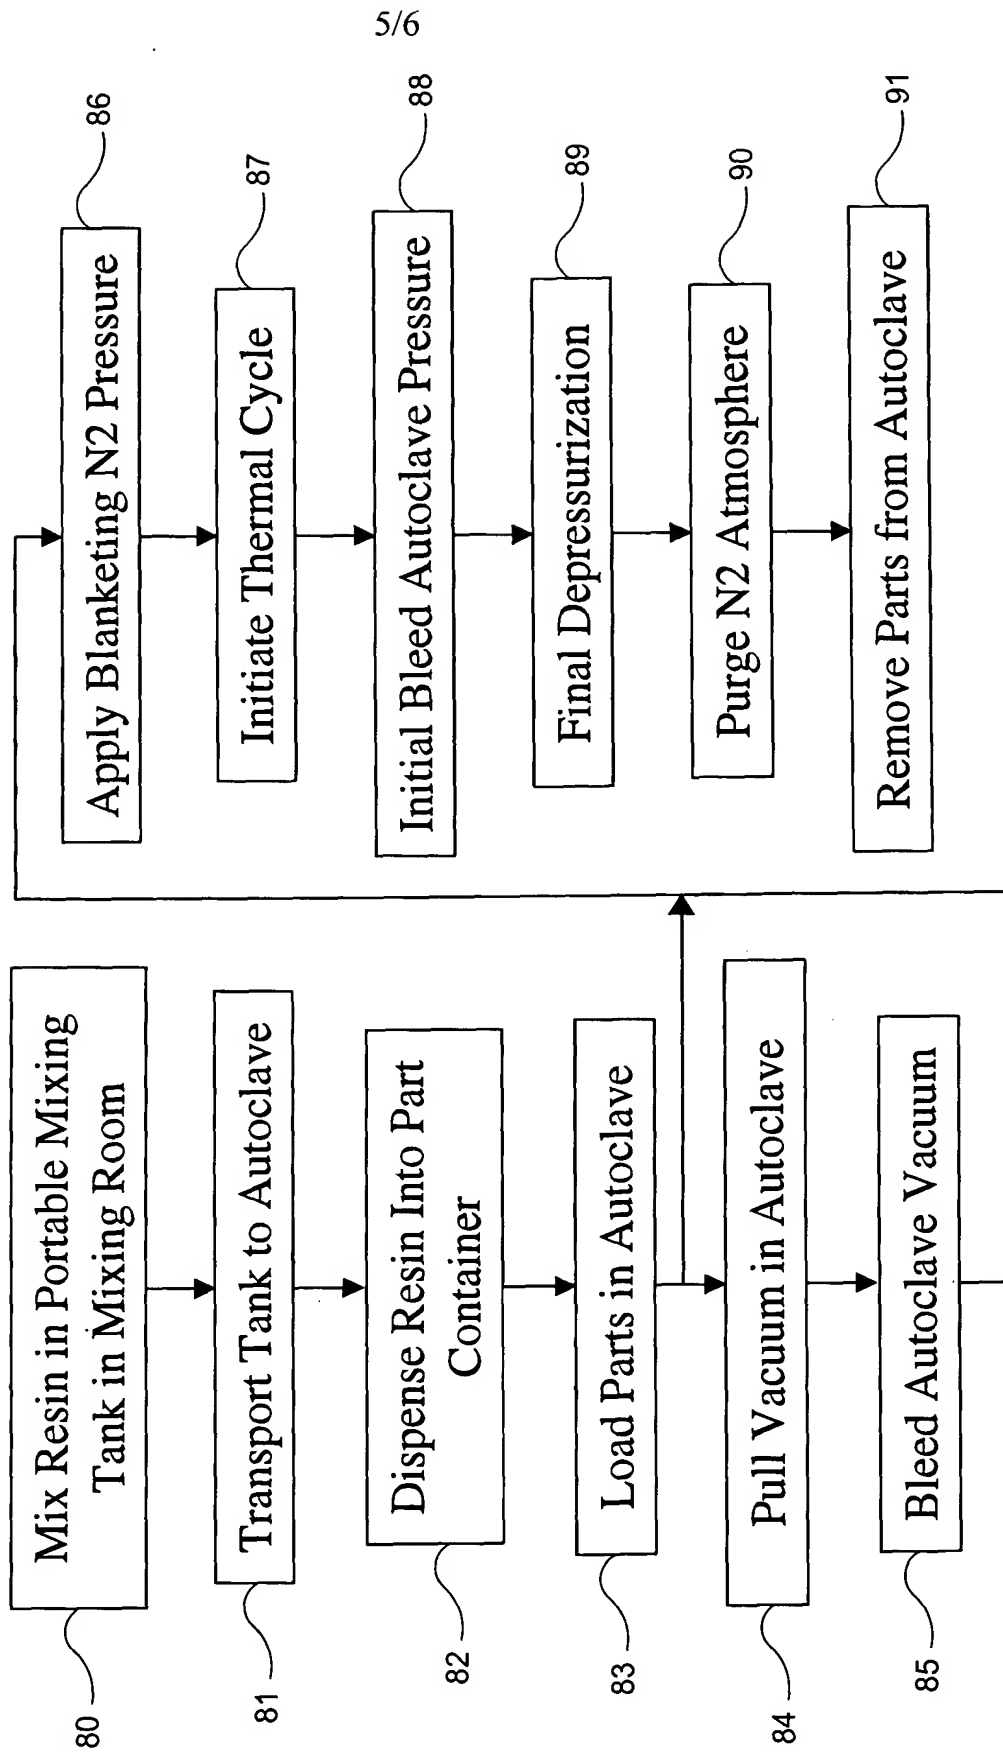 5/6
80
Mix Resin in Portable Mixing
Tank in Mixing Room
81
Transport Tank to Autoclave
82
Dispense Resin Into Part
Container
83
Load Parts in Autoclave
84
Pull Vacuum in Autoclave
85
Bleed Autoclave Vacuum
Apply Blanketing N2 Pressure
86
Initiate Thermal Cycle
87
Initial Bleed Autoclave Pressure
88
Final Depressurization
89
Purge N2 Atmosphere
90
Remove Parts from Autoclave
91